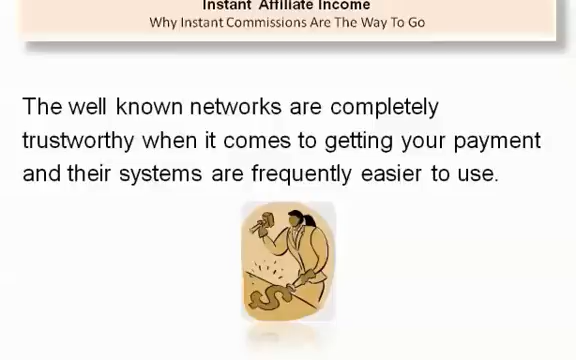 Instant Affiliate Income
Why Instant Commissions Are The Way To Go
The well known networks are completely
trustworthy when it comes to getting your payment
and their systems are frequently easier to use.